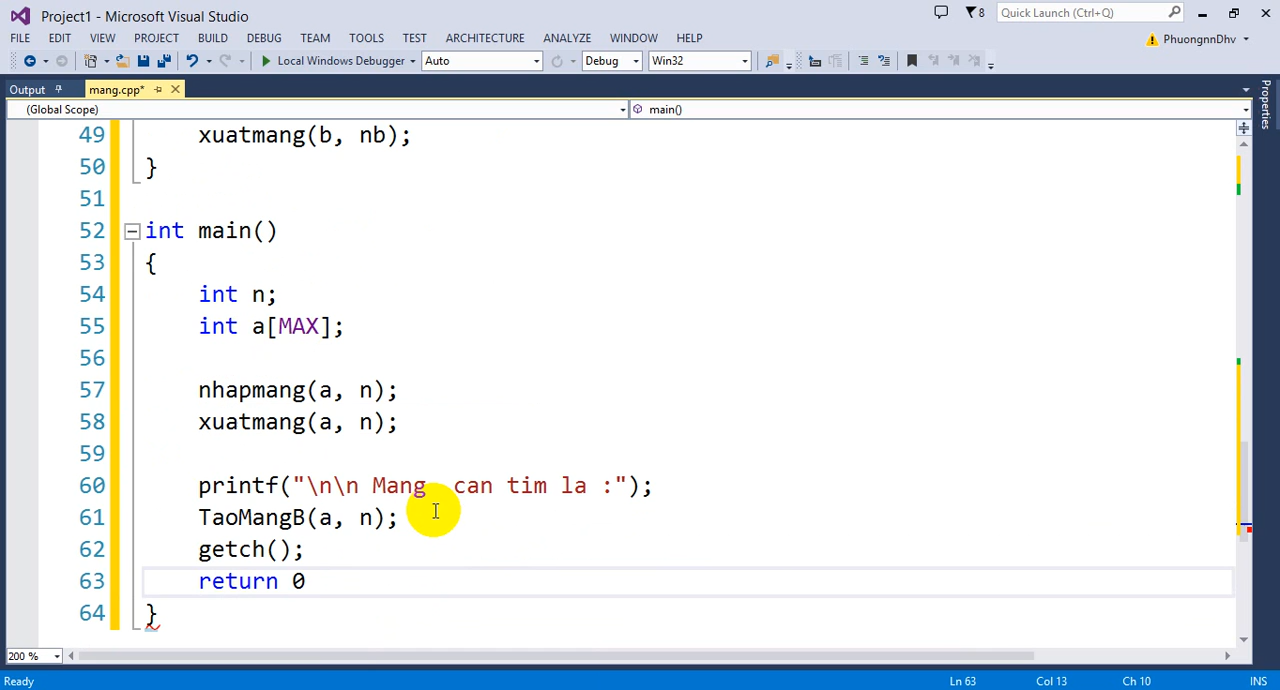 Project1 - Microsoft Visual Studio
8
Quick Launch (Ctrl+Q)
FILE EDIT VIEW PROJECT BUILD DEBUG TEAM TOOLS TEST ARCHITECTURE ANALYZE WINDOW HELP
PhuongnnDhv
Local Windows Debugger Auto Debug Win32
Output mang.cpp*
(Global Scope) main()
Properties
49 xuatmang(b, nb);
50 }
51
52 int main()
53 {
54 int n;
55 int a[MAX];
56
57 nhapmang(a, n);
58 xuatmang(a, n);
59
60 printf("\n\n Mang  can tim la :");
61 TaoMangB(a, n);
62 getch();
63 return 0
64 }
200 %
Ready Ln 63 Col 13 Ch 10 INS